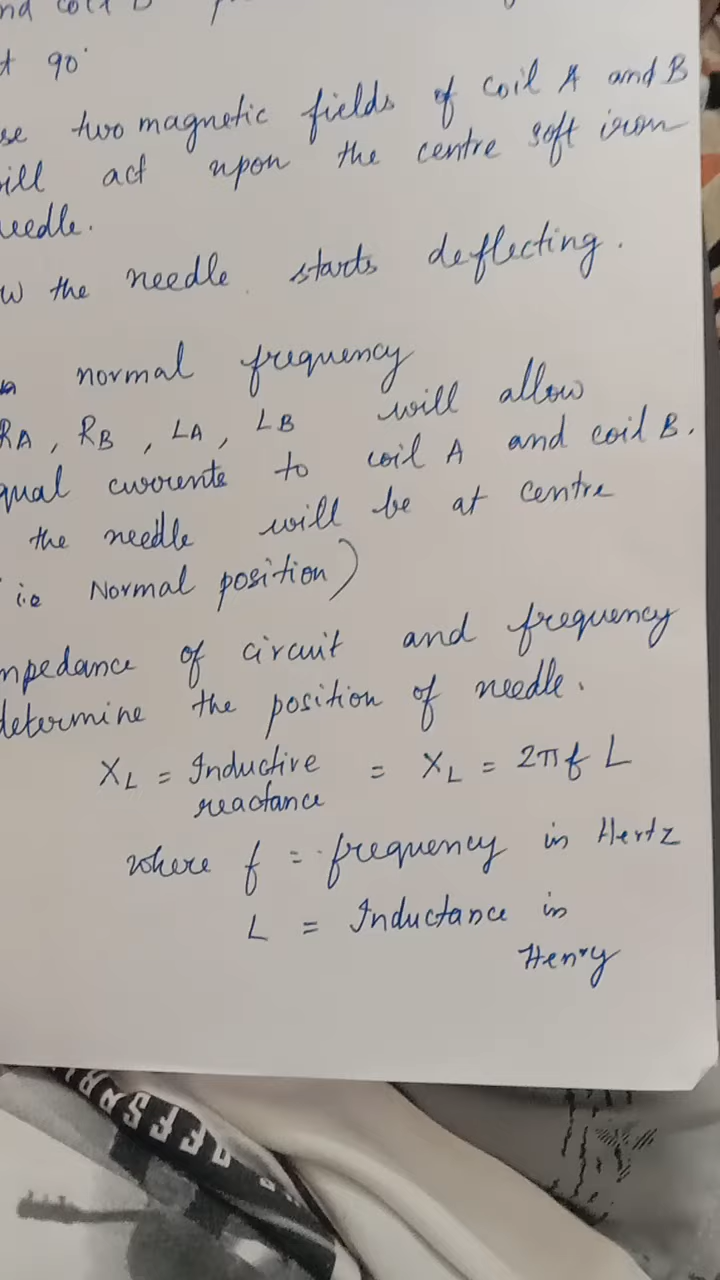 t 90°
se two magnetic fields of coil A and B
ill act upon the centre soft iron
eedle.
w the needle starts deflecting.
normal frequency
RA, RB, LA, LB will allow
qual currents to coil A and coil B.
the needle will be at centre
i.e Normal position)
mpedance of circuit and frequency
determine the position of needle.
XL = Inductive reactance = XL = 2πf L
where f = frequency in Hertz
L = Inductance in
Henry